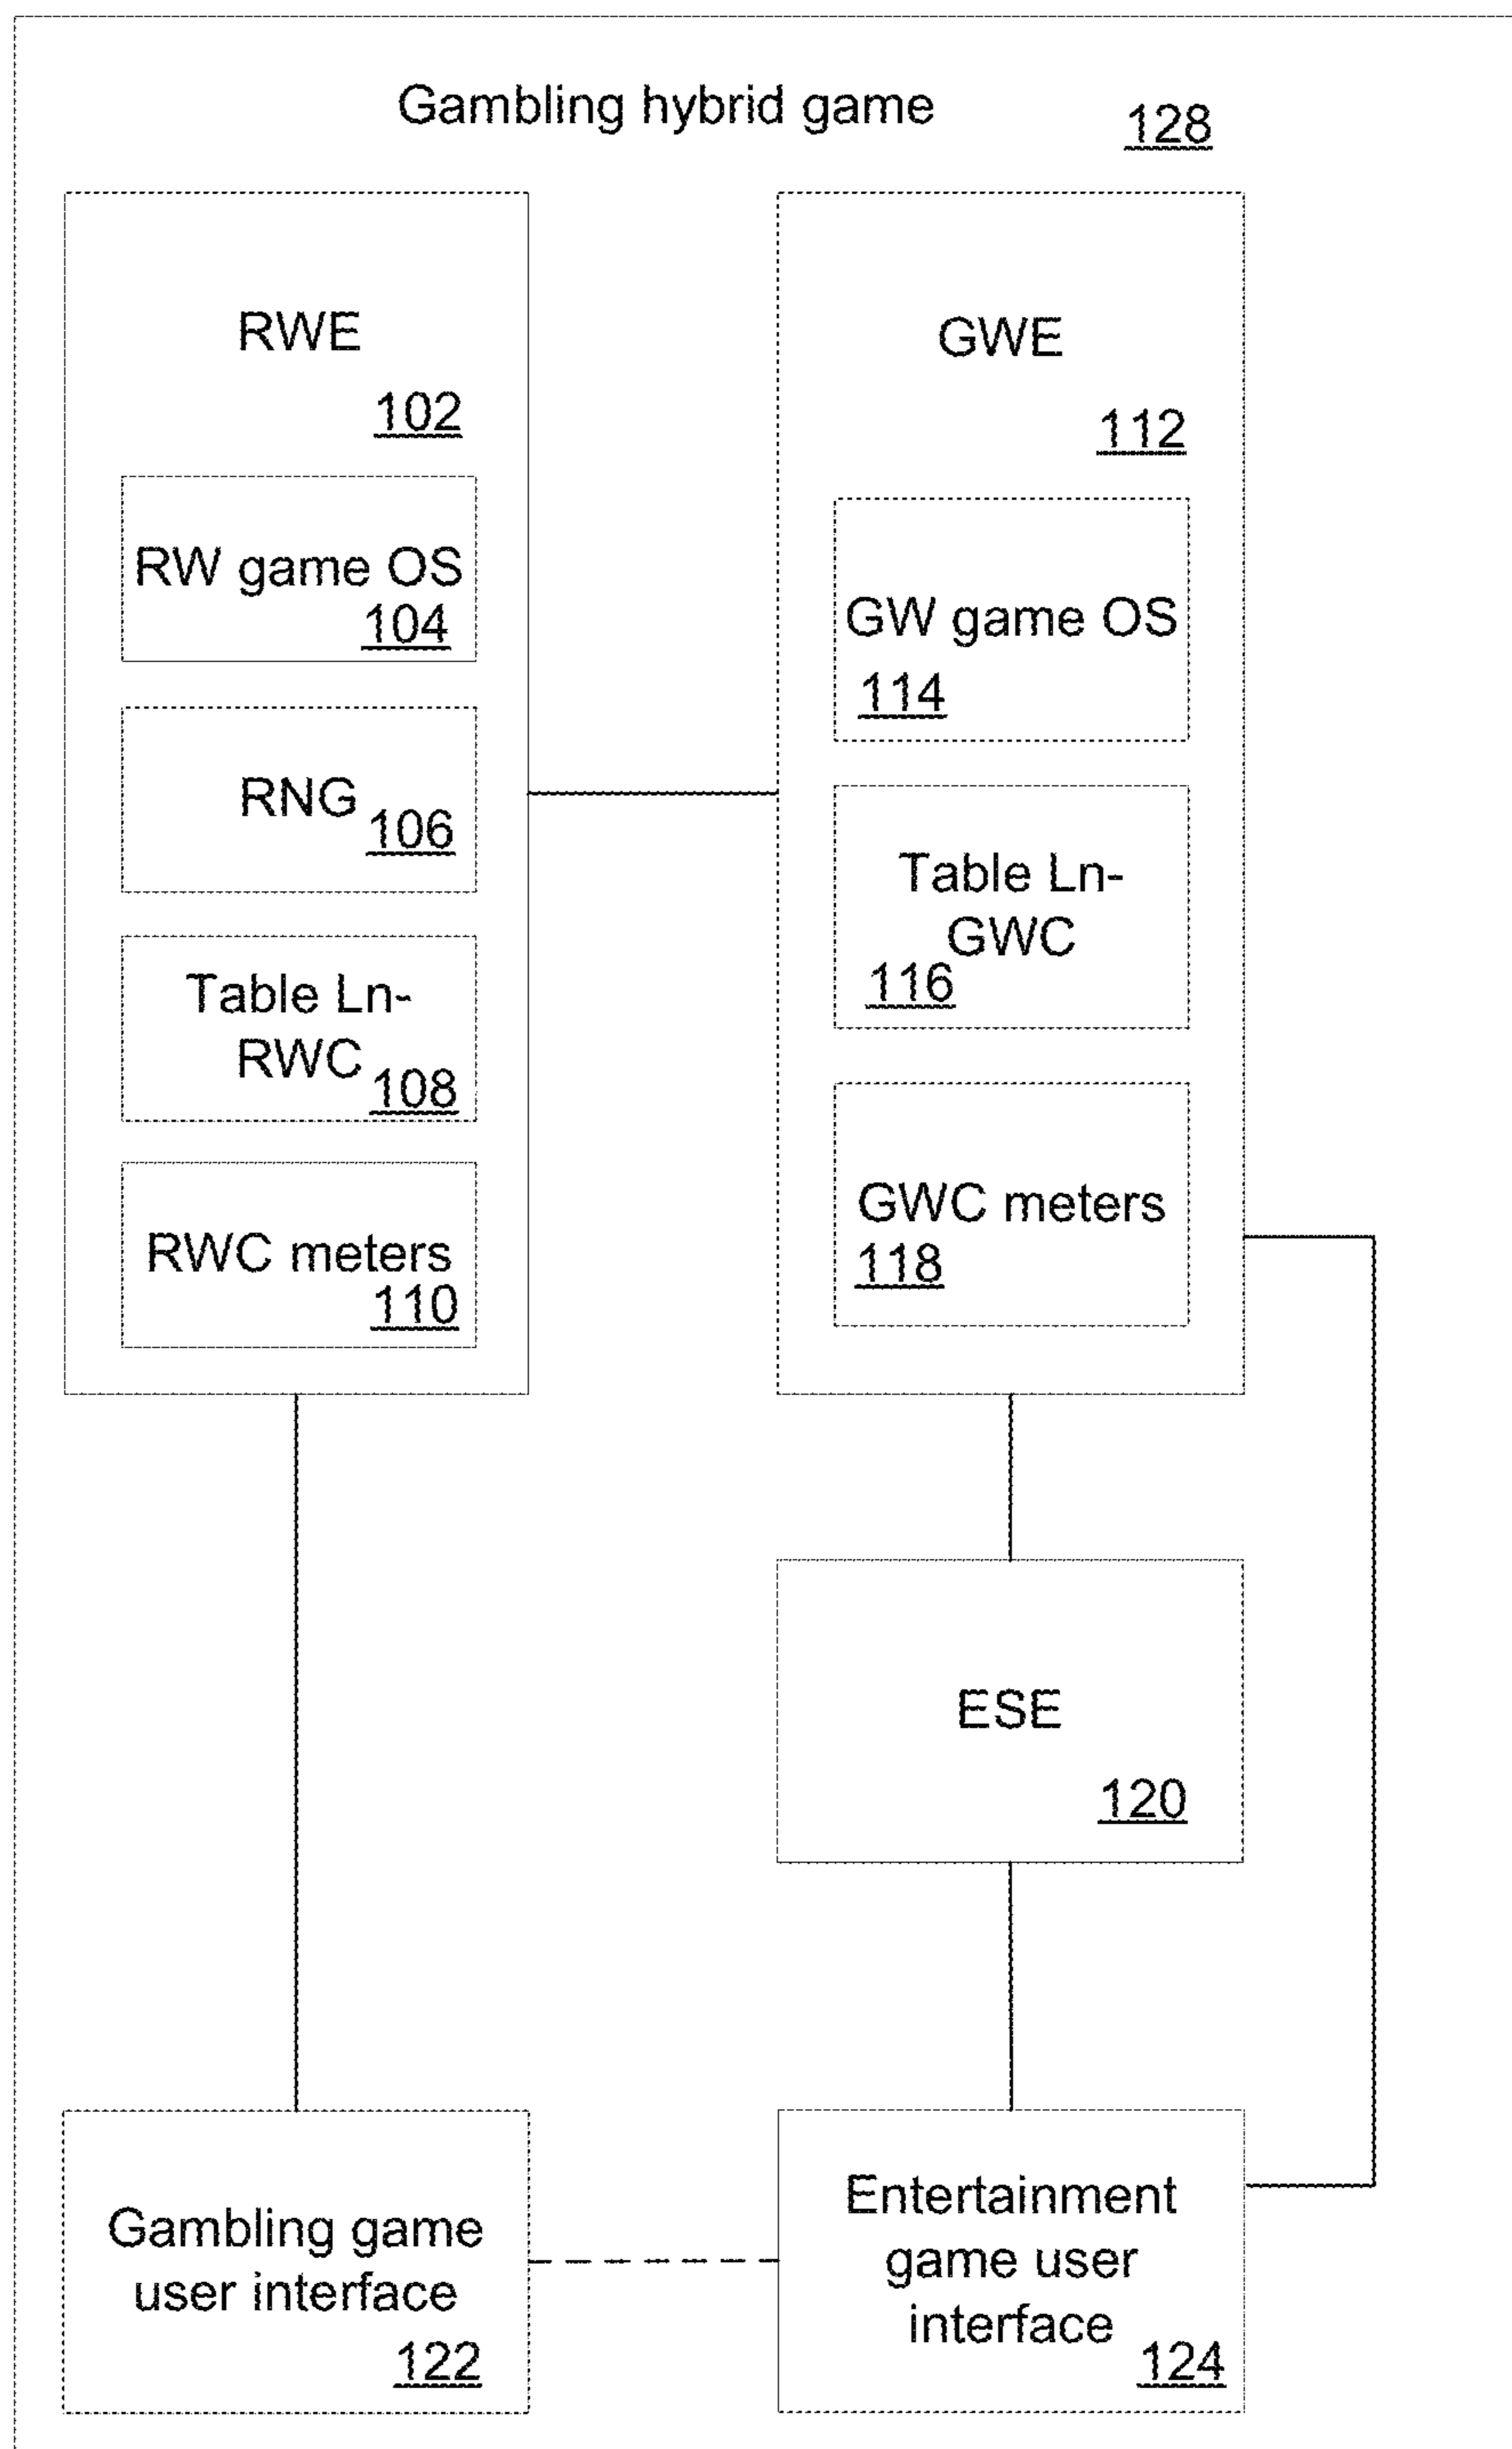 Gambling hybrid game
128
RWE
102
RW game OS
104
RNG
106
Table Ln-
RWC
108
RWC meters
110
GWE
112
GW game OS
114
Table Ln-
GWC
116
GWC meters
118
ESE
120
Gambling game
user interface
122
Entertainment
game user
interface
124